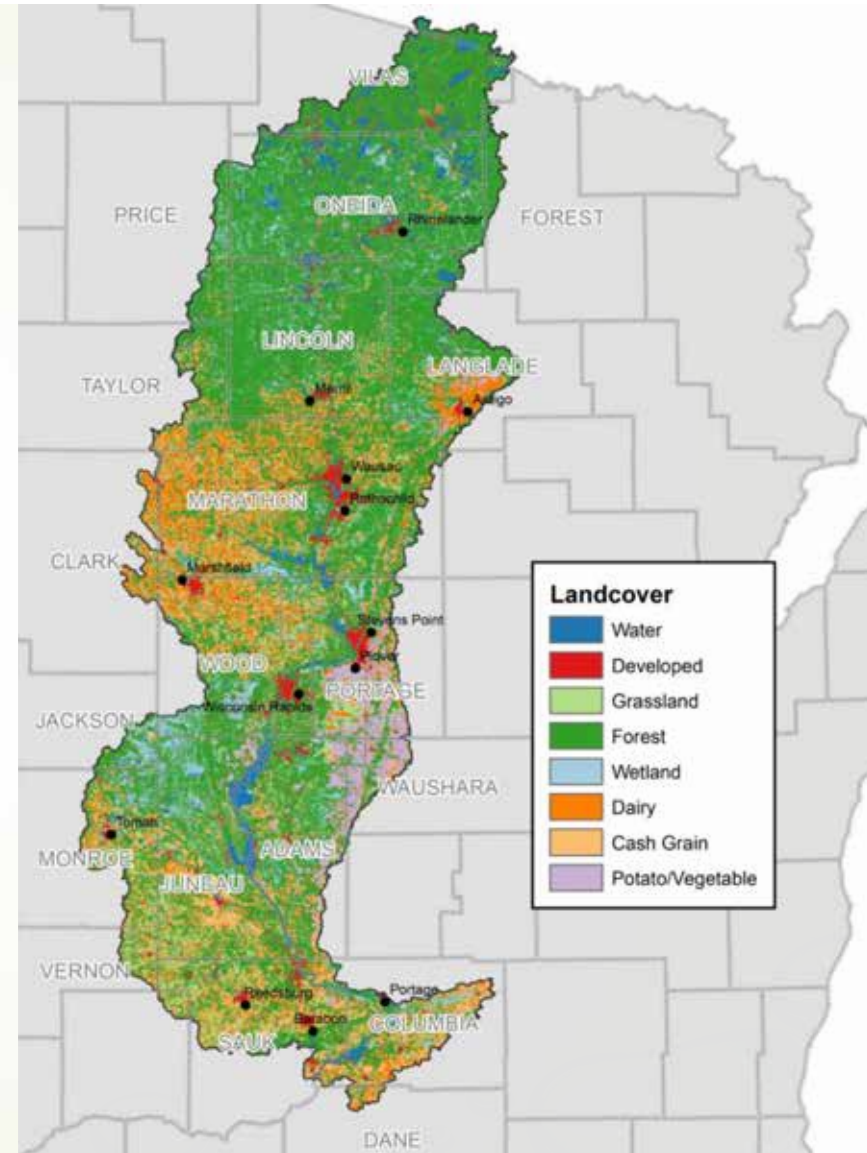 VILAS
ONEIDA
Rhinelander
PRICE
FOREST
LINCOLN
LANGLADE
TAYLOR
Merrill
Antigo
Wausau
MARATHON
Rothschild
CLARK
Marshfield
Stevens Point
WOOD
Plover
PORTAGE
Wisconsin Rapids
JACKSON
WAUSHARA
Tomah
MONROE
ADAMS
JUNEAU
VERNON
Reedsburg
Portage
Baraboo
COLUMBIA
SAUK
DANE
Landcover
Water
Developed
Grassland
Forest
Wetland
Dairy
Cash Grain
Potato/Vegetable